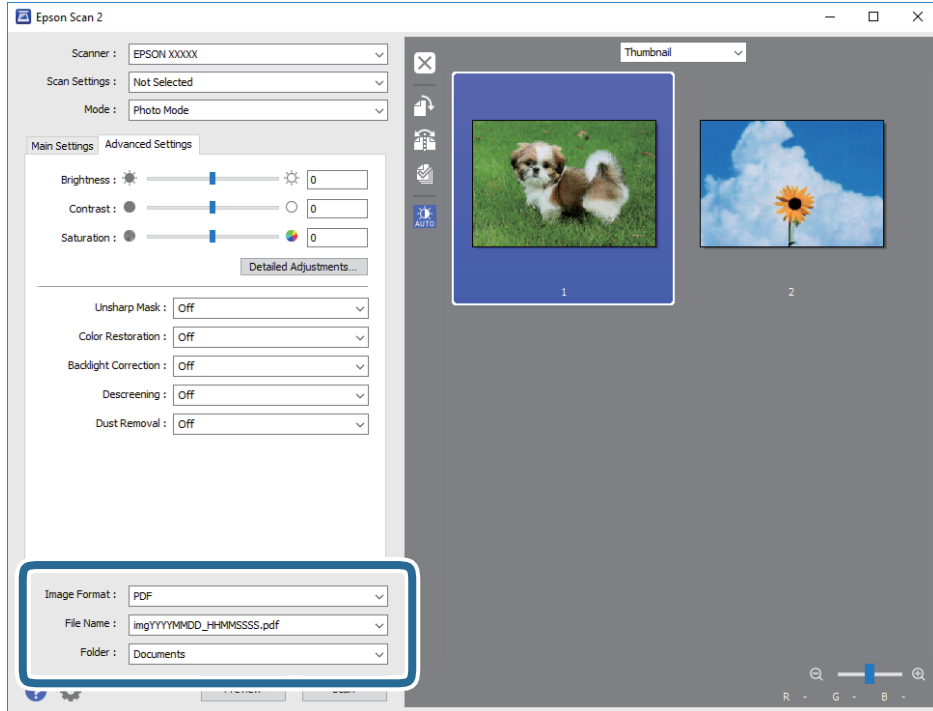 Epson Scan 2
Scanner : EPSON XXXXX
Scan Settings : Not Selected
Mode : Photo Mode
Main Settings Advanced Settings
Brightness : 0
Contrast : 0
Saturation : 0
Detailed Adjustments...
Unsharp Mask : Off
Color Restoration : Off
Backlight Correction : Off
Descreening : Off
Dust Removal : Off
Image Format : PDF
File Name : imgYYYYMMDD_HHMMSSSS.pdf
Folder : Documents
Thumbnail
AUTO
1 2
R - G - B -